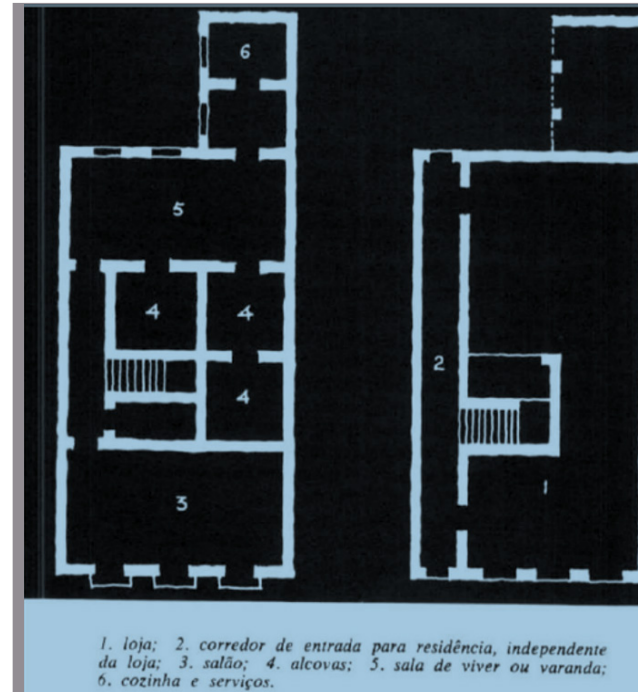 6
5
4
4
4
3
2
1
1. loja; 2. corredor de entrada para residência, independente
da loja; 3. salão; 4. alcovas; 5. sala de viver ou varanda;
6. cozinha e serviços.